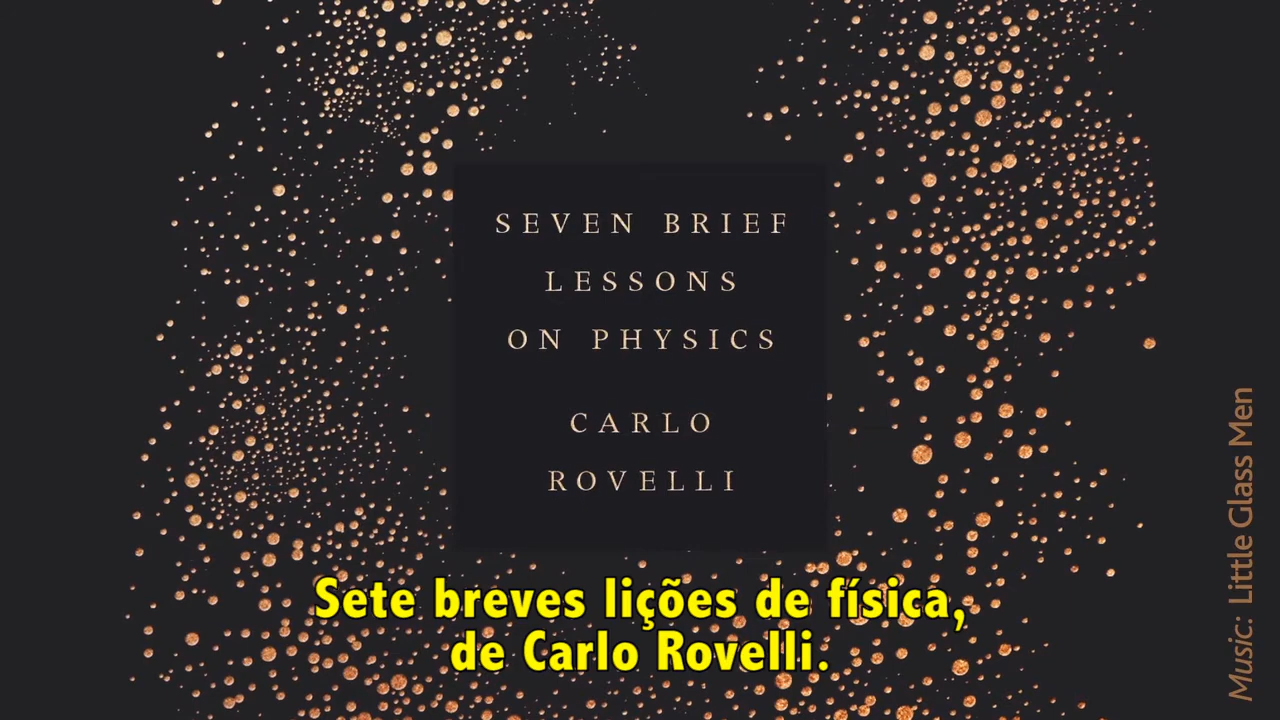 SEVEN BRIEF
LESSONS
ON PHYSICS
CARLO
ROVELLI
Sete breves lições de física,
de Carlo Rovelli.
Music: Little Glass Men